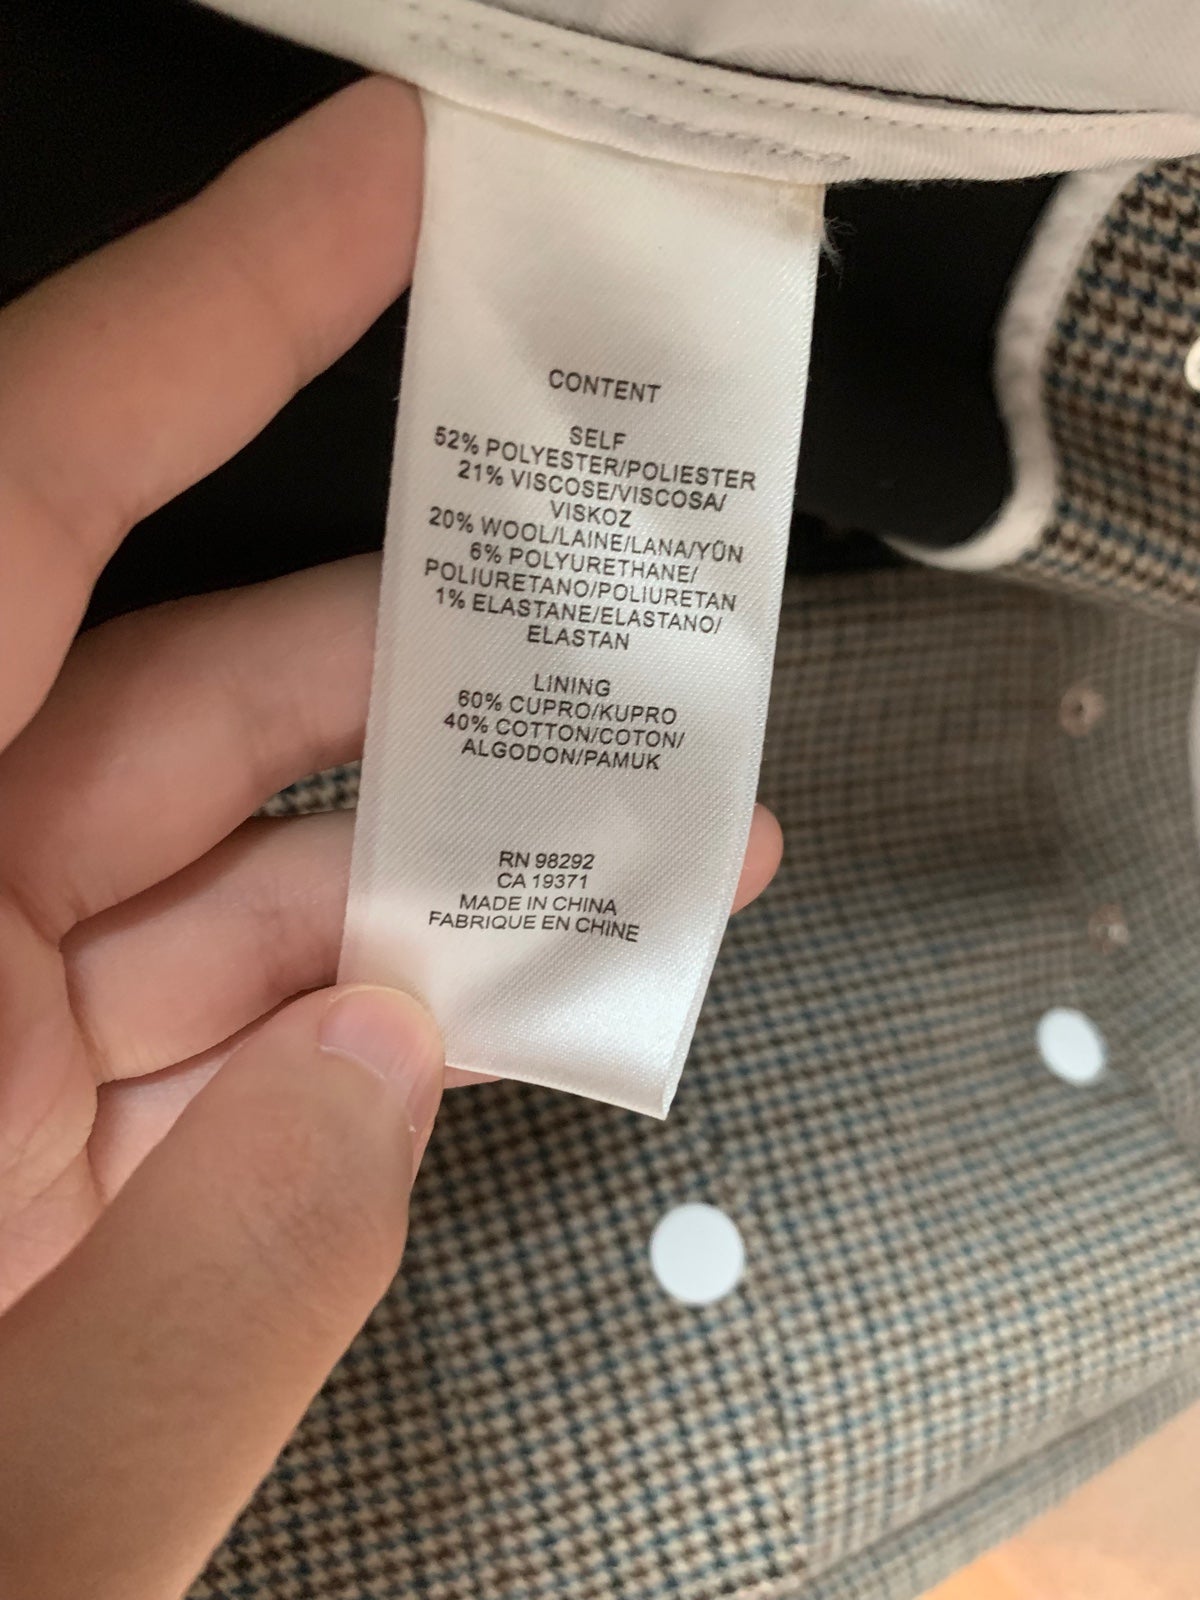 CONTENT
SELF
52% POLYESTER/POLIESTER
21% VISCOSE/VISCOSA/
VISKOZ
20% WOOL/LAINE/LANA/YÜN
6% POLYURETHANE/
POLIURETANO/POLIURETAN
1% ELASTANE/ELASTANO/
ELASTAN
LINING
60% CUPRO/KUPRO
40% COTTON/COTON/
ALGODON/PAMUK
RN 98292
CA 19371
MADE IN CHINA
FABRIQUE EN CHINE